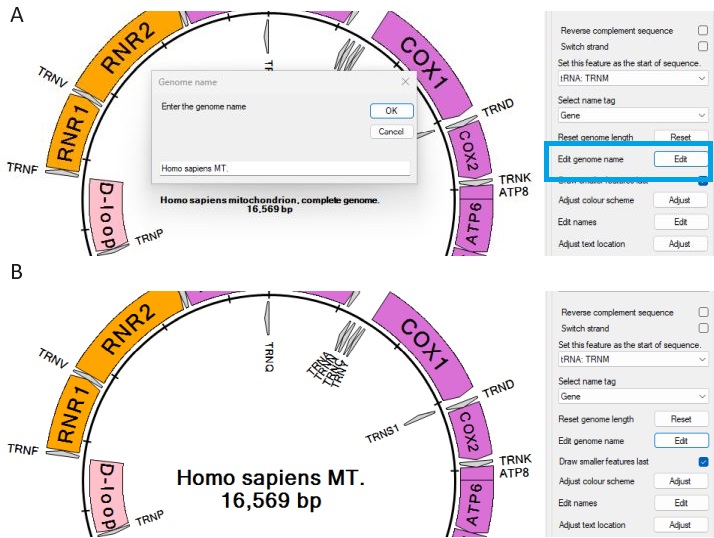 A
RNR2
COX1
TRNV
RNR1
TRNF
D-loop
TRNP
TRND
COX2
TRNK
ATP8
ATP6
Genome name
Enter the genome name
OK
Cancel
Homo sapiens MT.
Homo sapiens mitochondrion, complete genome.
16,569 bp
Reverse complement sequence
Switch strand
Set this feature as the start of sequence.
tRNA: TRNM
Select name tag
Gene
Reset genome length Reset
Edit genome name Edit
Draw smaller features last
Adjust colour scheme Adjust
Edit names Edit
Adjust text location Adjust
B
RNR2
COX1
TRNV
RNR1
TRNF
D-loop
TRNP
TRNQ
TRNA
TRNN
TRNC
TRNY
TRNS1
TRND
COX2
TRNK
ATP8
ATP6
Homo sapiens MT.
16,569 bp
Reverse complement sequence
Switch strand
Set this feature as the start of sequence.
tRNA: TRNM
Select name tag
Gene
Reset genome length Reset
Edit genome name Edit
Draw smaller features last
Adjust colour scheme Adjust
Edit names Edit
Adjust text location Adjust